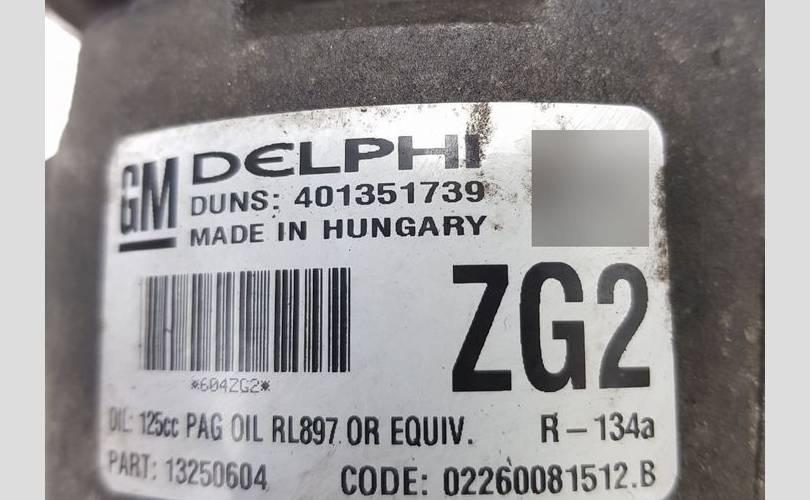 GM DELPHI
DUNS: 401351739
MADE IN HUNGARY
ZG2
*604ZG2*
OIL: 125cc PAG OIL RL897 OR EQUIV. R-134a
PART: 13250604 CODE: 02260081512.B